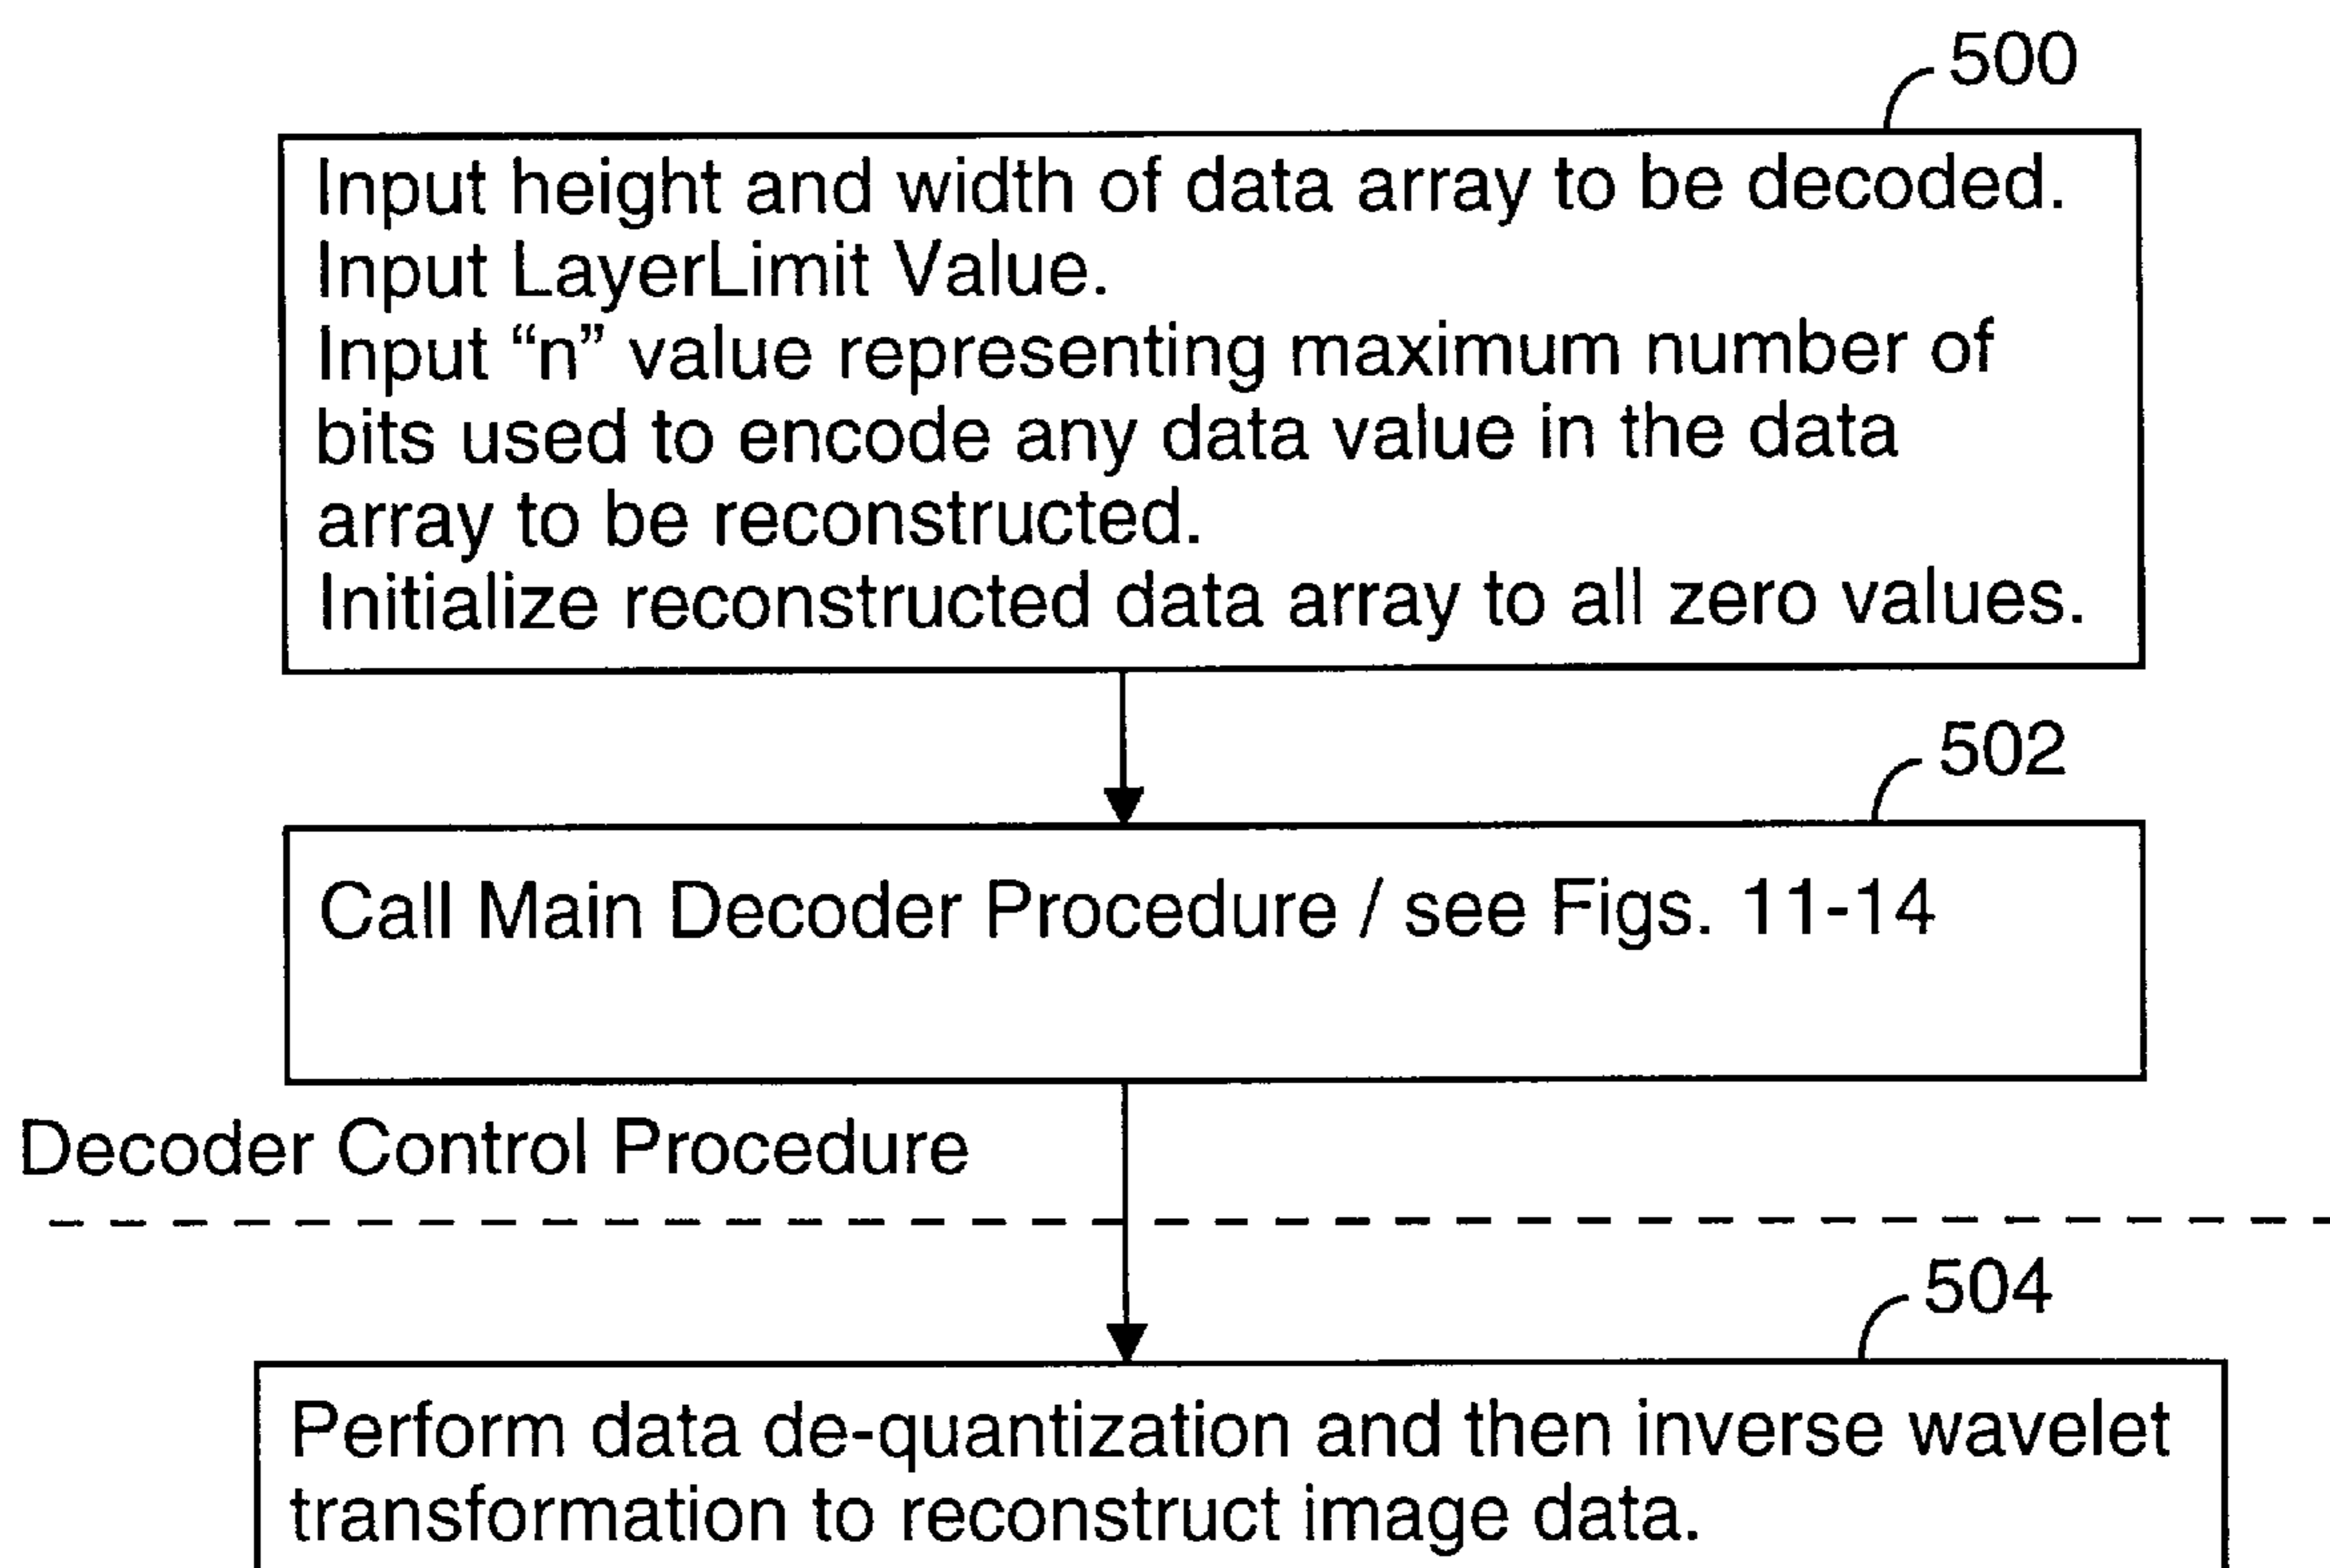 500
Input height and width of data array to be decoded.
Input LayerLimit Value.
Input “n” value representing maximum number of
bits used to encode any data value in the data
array to be reconstructed.
Initialize reconstructed data array to all zero values.
502
Call Main Decoder Procedure / see Figs. 11-14
Decoder Control Procedure
504
Perform data de-quantization and then inverse wavelet
transformation to reconstruct image data.